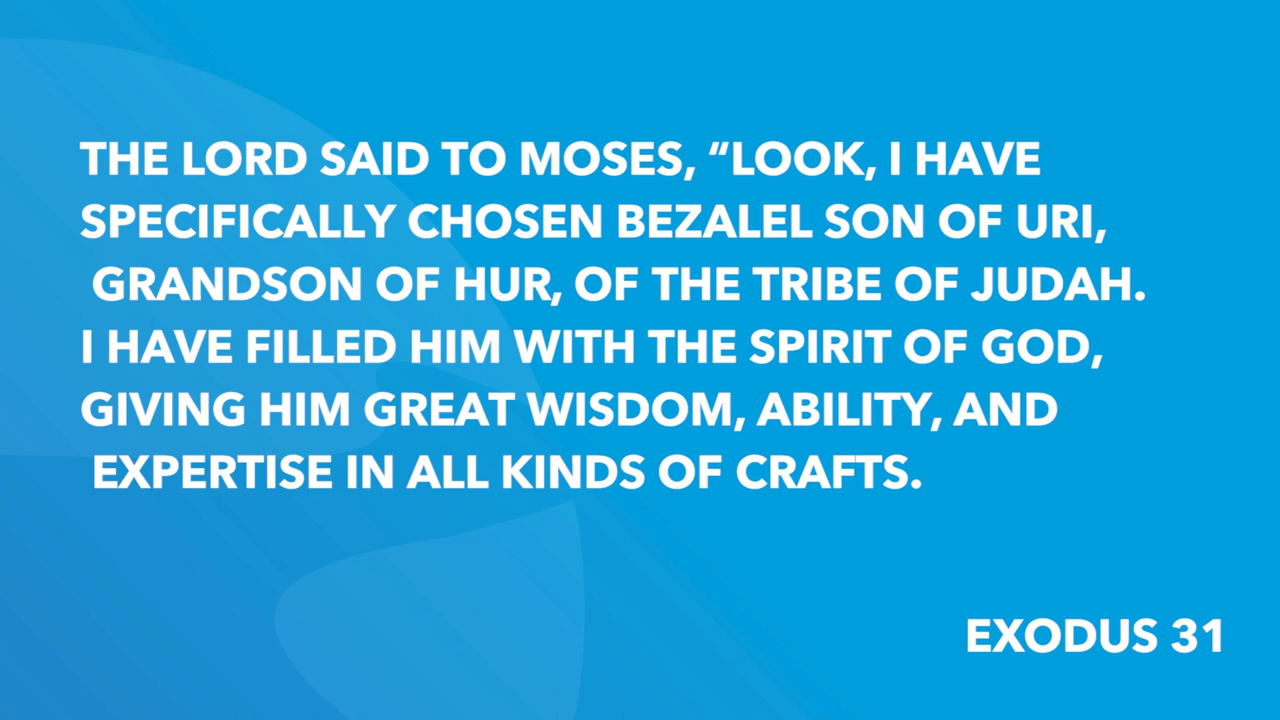 THE LORD SAID TO MOSES, “LOOK, I HAVE
SPECIFICALLY CHOSEN BEZALEL SON OF URI,
GRANDSON OF HUR, OF THE TRIBE OF JUDAH.
I HAVE FILLED HIM WITH THE SPIRIT OF GOD,
GIVING HIM GREAT WISDOM, ABILITY, AND
EXPERTISE IN ALL KINDS OF CRAFTS.
EXODUS 31